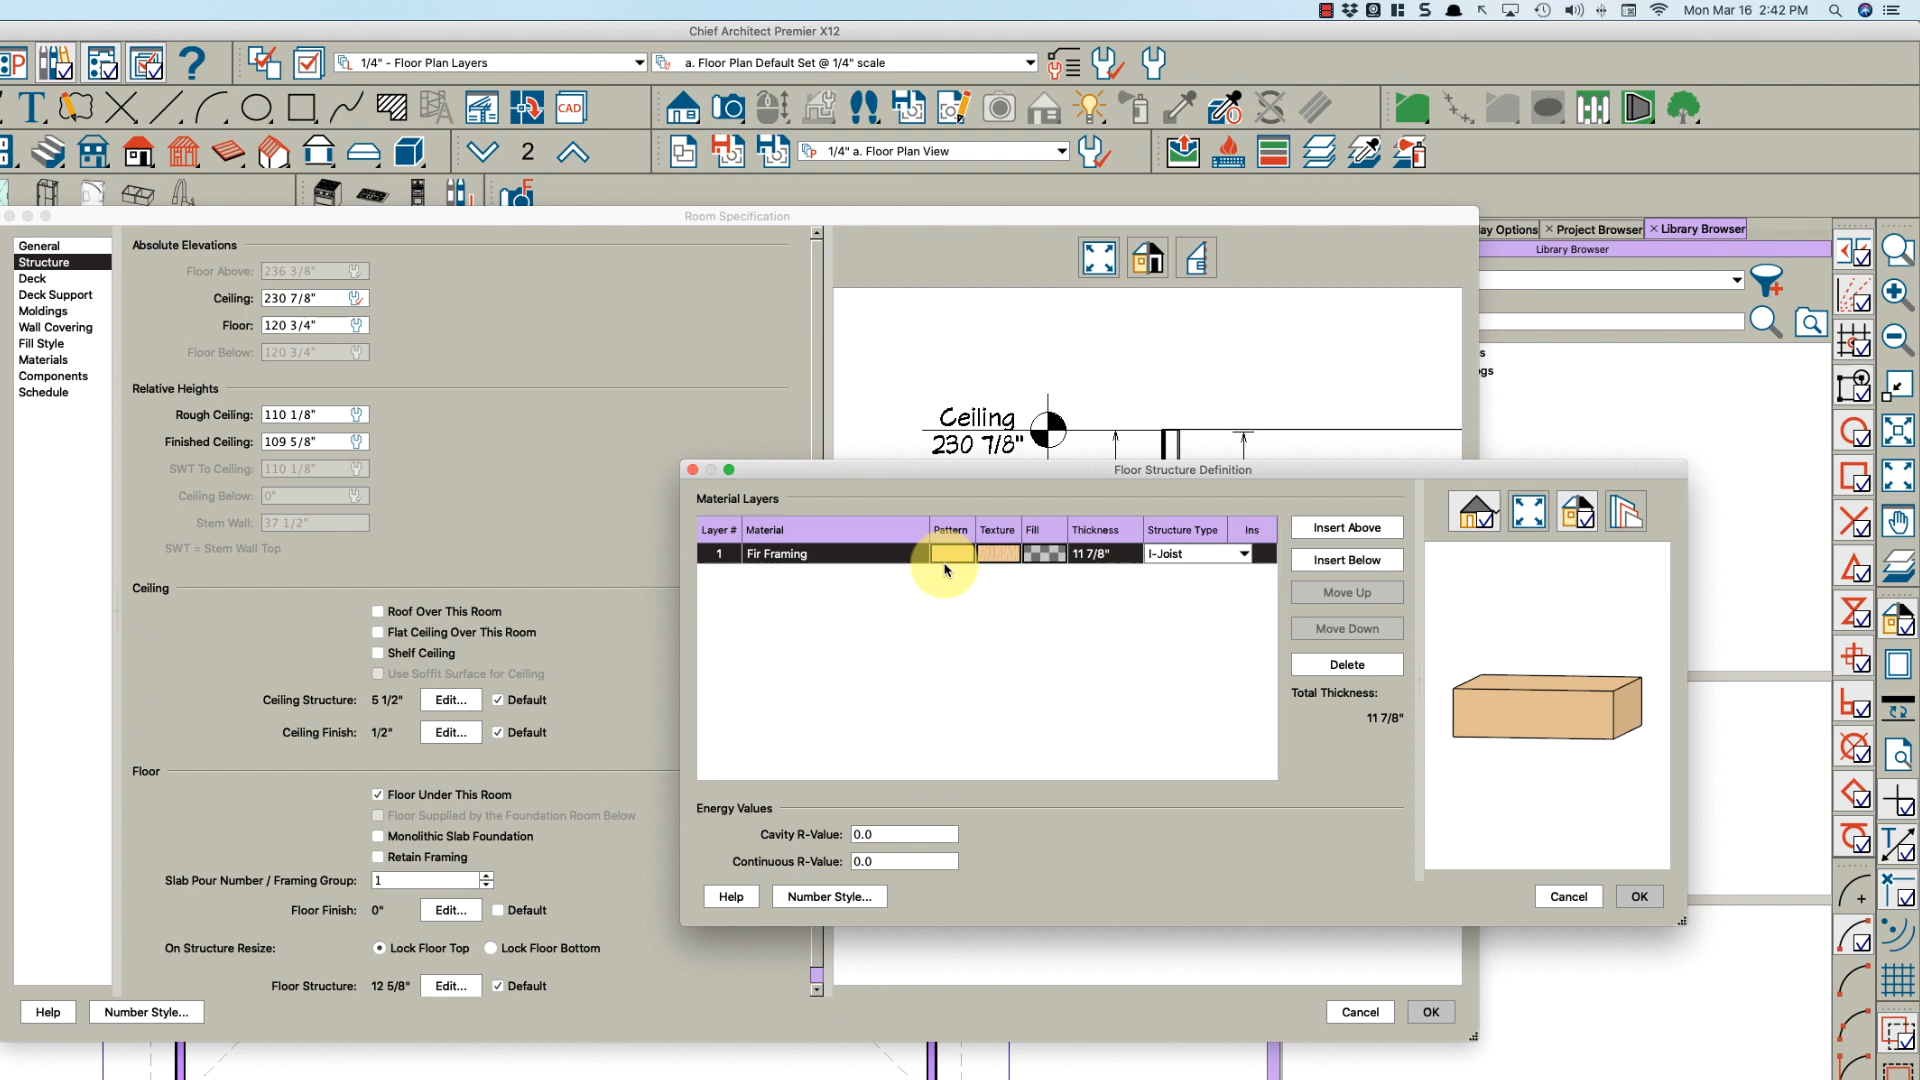 Mon Mar 16 2:42 PM
Chief Architect Premier X12
1/4" - Floor Plan Layers
a. Floor Plan Default Set @ 1/4" scale
CAD
2
1/4" a. Floor Plan View
Room Specification
lay Options
Project Browser
Library Browser
Library Browser
General
Structure
Deck
Deck Support
Moldings
Wall Covering
Fill Style
Materials
Components
Schedule
Absolute Elevations
Floor Above: 236 3/8"
Ceiling: 230 7/8"
Floor: 120 3/4"
Floor Below: 120 3/4"
Relative Heights
Rough Ceiling: 110 1/8"
Finished Ceiling: 109 5/8"
SWT To Ceiling: 110 1/8"
Ceiling Below: 0"
Stem Wall: 37 1/2"
SWT = Stem Wall Top
Ceiling
Roof Over This Room
Flat Ceiling Over This Room
Shelf Ceiling
Use Soffit Surface for Ceiling
Ceiling Structure: 5 1/2" Edit... Default
Ceiling Finish: 1/2" Edit... Default
Floor
Floor Under This Room
Floor Supplied by the Foundation Room Below
Monolithic Slab Foundation
Retain Framing
Slab Pour Number / Framing Group: 1
Floor Finish: 0" Edit... Default
On Structure Resize: Lock Floor Top Lock Floor Bottom
Floor Structure: 12 5/8" Edit... Default
Help
Number Style...
Cancel
OK
Ceiling
230 7/8"
Floor Structure Definition
Material Layers
Layer # Material Pattern Texture Fill Thickness Structure Type Ins
1 Fir Framing 11 7/8" I-Joist
Insert Above
Insert Below
Move Up
Move Down
Delete
Total Thickness:
11 7/8"
Energy Values
Cavity R-Value: 0.0
Continuous R-Value: 0.0
Help
Number Style...
Cancel
OK
s
gs